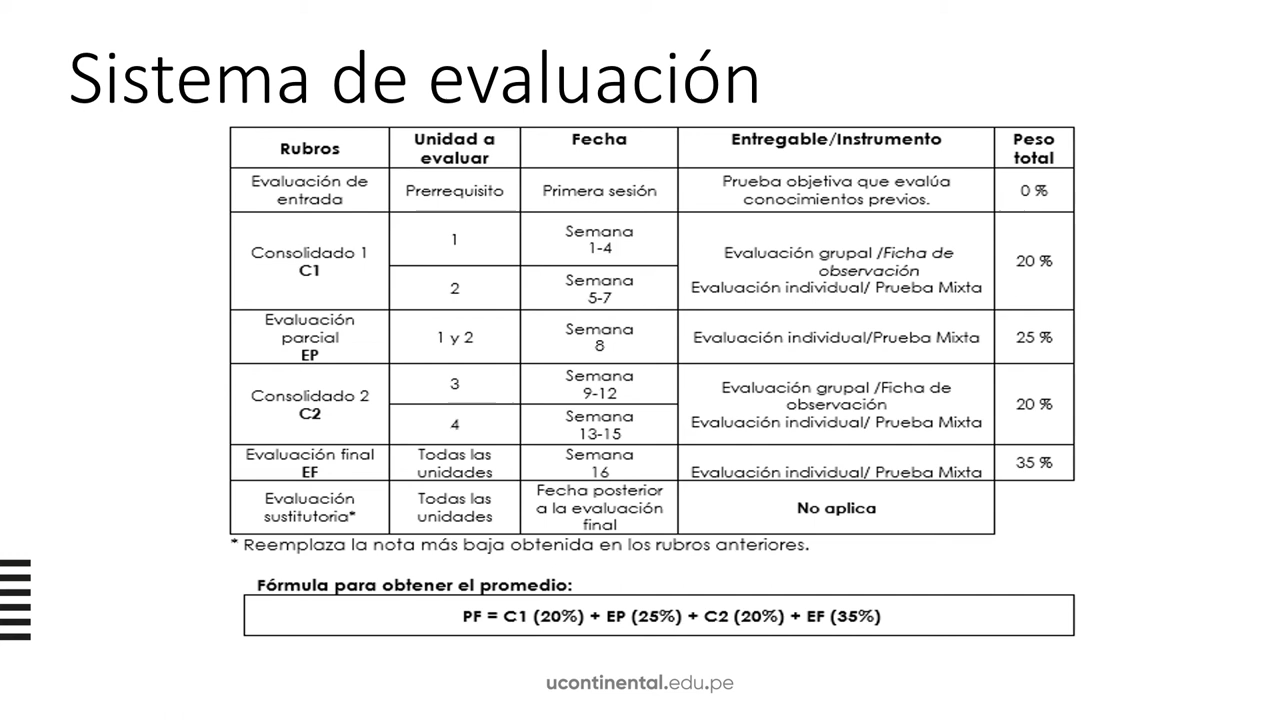 Sistema de evaluación
Rubros
Unidad a
evaluar
Fecha
Entregable/Instrumento
Peso
total
Evaluación de
entrada
Prerrequisito
Primera sesión
Prueba objetiva que evalúa
conocimientos previos.
0 %
Consolidado 1
C1
1
Semana
1-4
2
Semana
5-7
Evaluación grupal /Ficha de
observación
Evaluación individual/ Prueba Mixta
20 %
Evaluación
parcial
EP
1 y 2
Semana
8
Evaluación individual/Prueba Mixta
25 %
Consolidado 2
C2
3
Semana
9-12
4
Semana
13-15
Evaluación grupal /Ficha de
observación
Evaluación individual/ Prueba Mixta
20 %
Evaluación final
EF
Todas las
unidades
Semana
16
Evaluación individual/ Prueba Mixta
35 %
Evaluación
sustitutoria*
Todas las
unidades
Fecha posterior
a la evaluación
final
No aplica
* Reemplaza la nota más baja obtenida en los rubros anteriores.
Fórmula para obtener el promedio:
PF = C1 (20%) + EP (25%) + C2 (20%) + EF (35%)
ucontinental.edu.pe